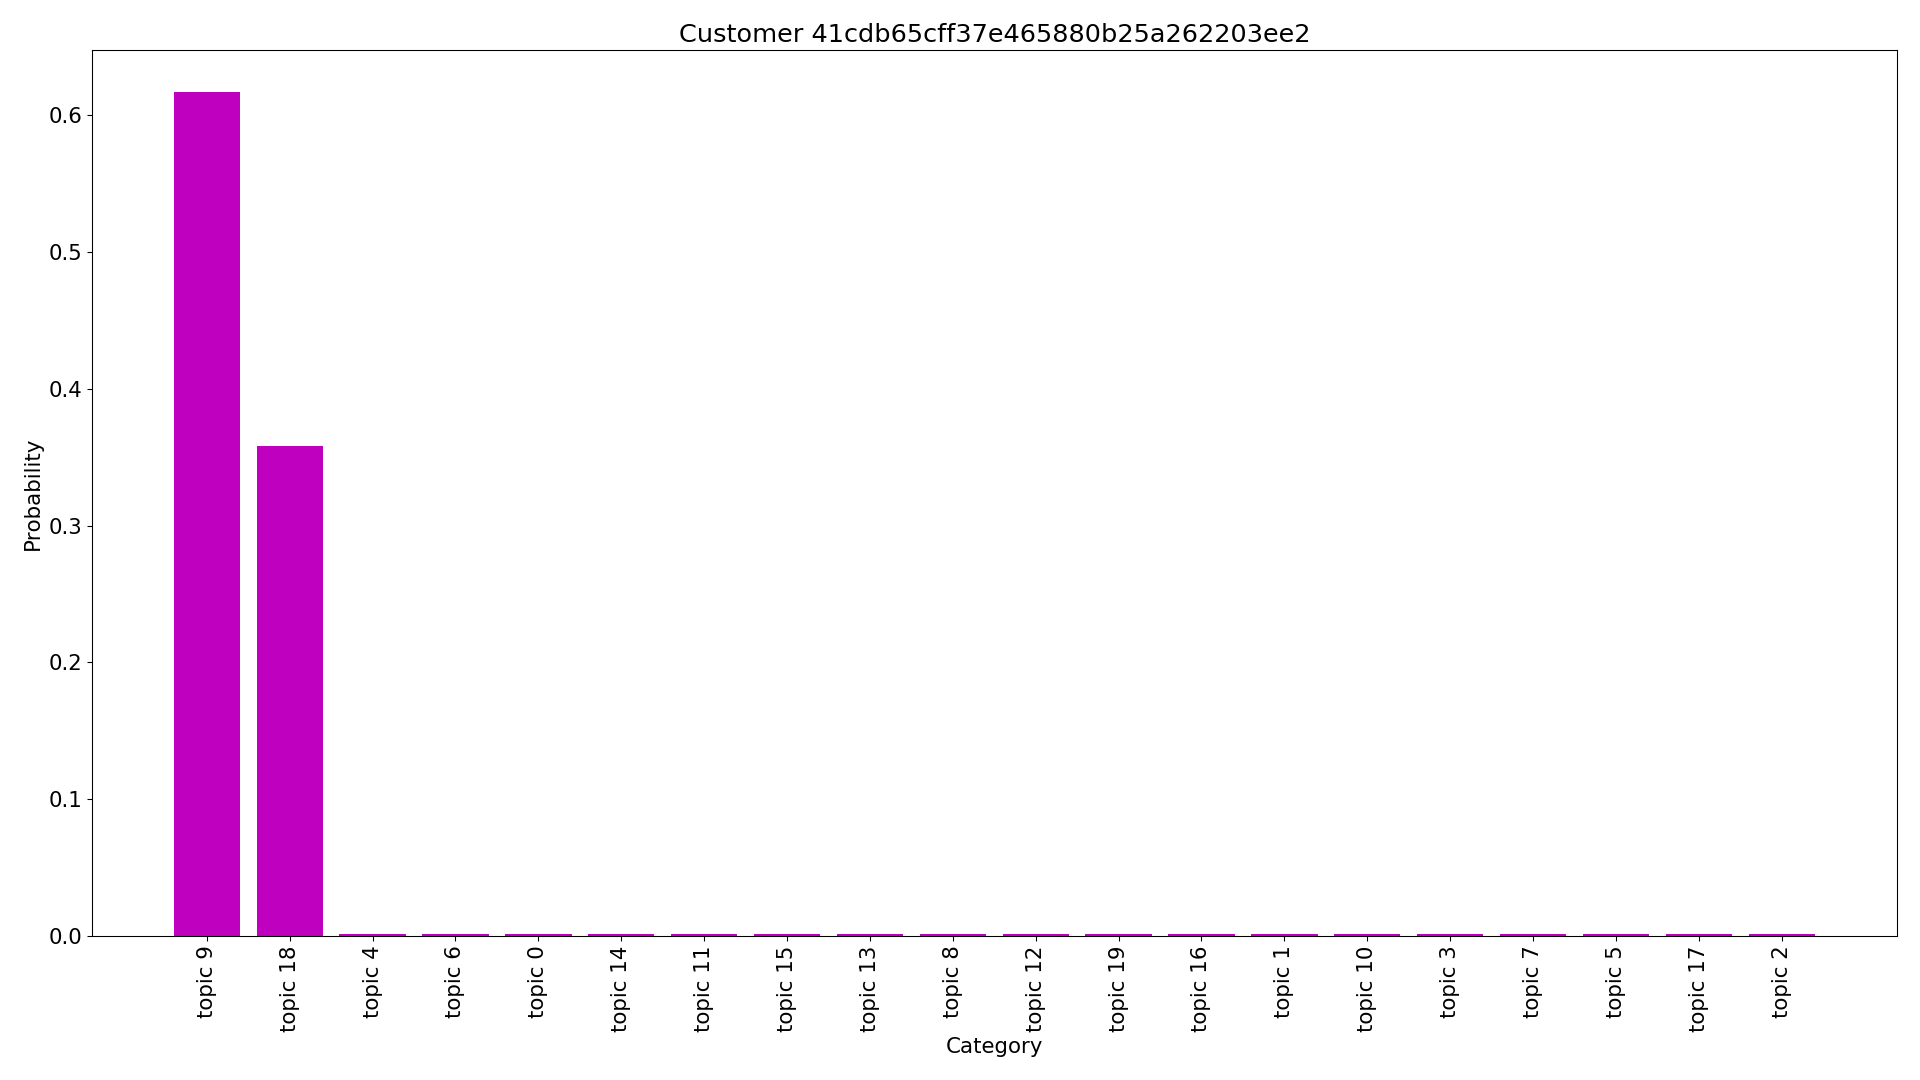 Customer 41cdb65cff37e465880b25a262203ee2
Probability
0.6
0.5
0.4
0.3
0.2
0.1
0.0
topic 9
topic 18
topic 4
topic 6
topic 0
topic 14
topic 11
topic 15
topic 13
topic 8
topic 12
topic 19
topic 16
topic 1
topic 10
topic 3
topic 7
topic 5
topic 17
topic 2
Category